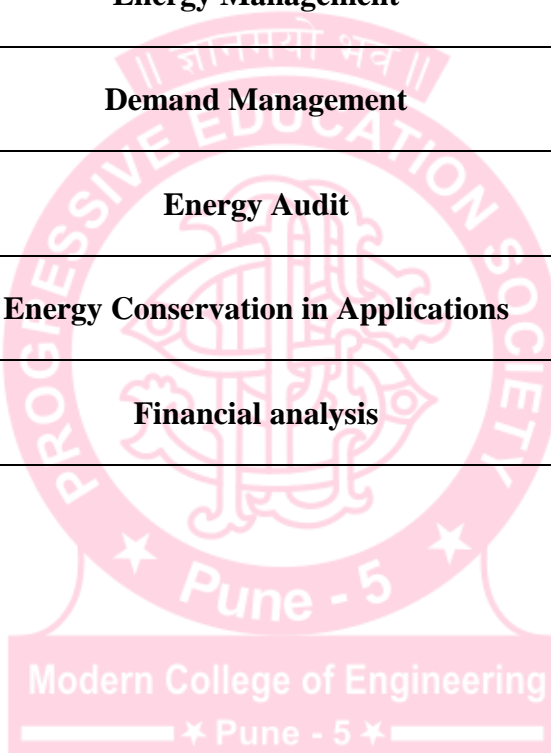 Energy Management
|| ज्ञानमयो भव ||
Demand Management
PROGRESSIVE EDUCATION SOCIETY
Energy Audit
Energy Conservation in Applications
Financial analysis
Pune - 5
Modern College of Engineering
Pune - 5